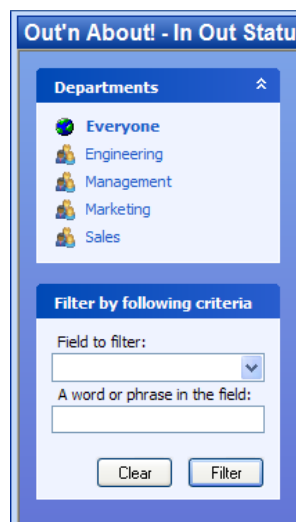 Out'n About! - In Out Statu
Departments
Everyone
Engineering
Management
Marketing
Sales
Filter by following criteria
Field to filter:
A word or phrase in the field:
Clear
Filter